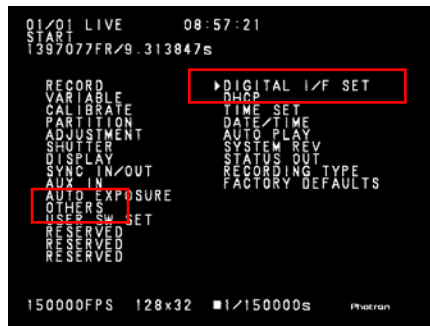 01/01 LIVE 08:57:21
START
1397077FR/9.313847s
RECORD
VARIABLE
CALIBRATE
PARTITION
ADJUSTMENT
SHUTTER
DISPLAY
SYNC IN/OUT
AUX IN
AUTO EXPOSURE
OTHERS
USER SW SET
RESERVED
RESERVED
RESERVED
▶DIGITAL I/F SET
DHCP
TIME SET
DATE/TIME
AUTO PLAY
SYSTEM REV
STATUS OUT
RECORDING TYPE
FACTORY DEFAULTS
150000FPS 128x32 ■1/150000s Photron